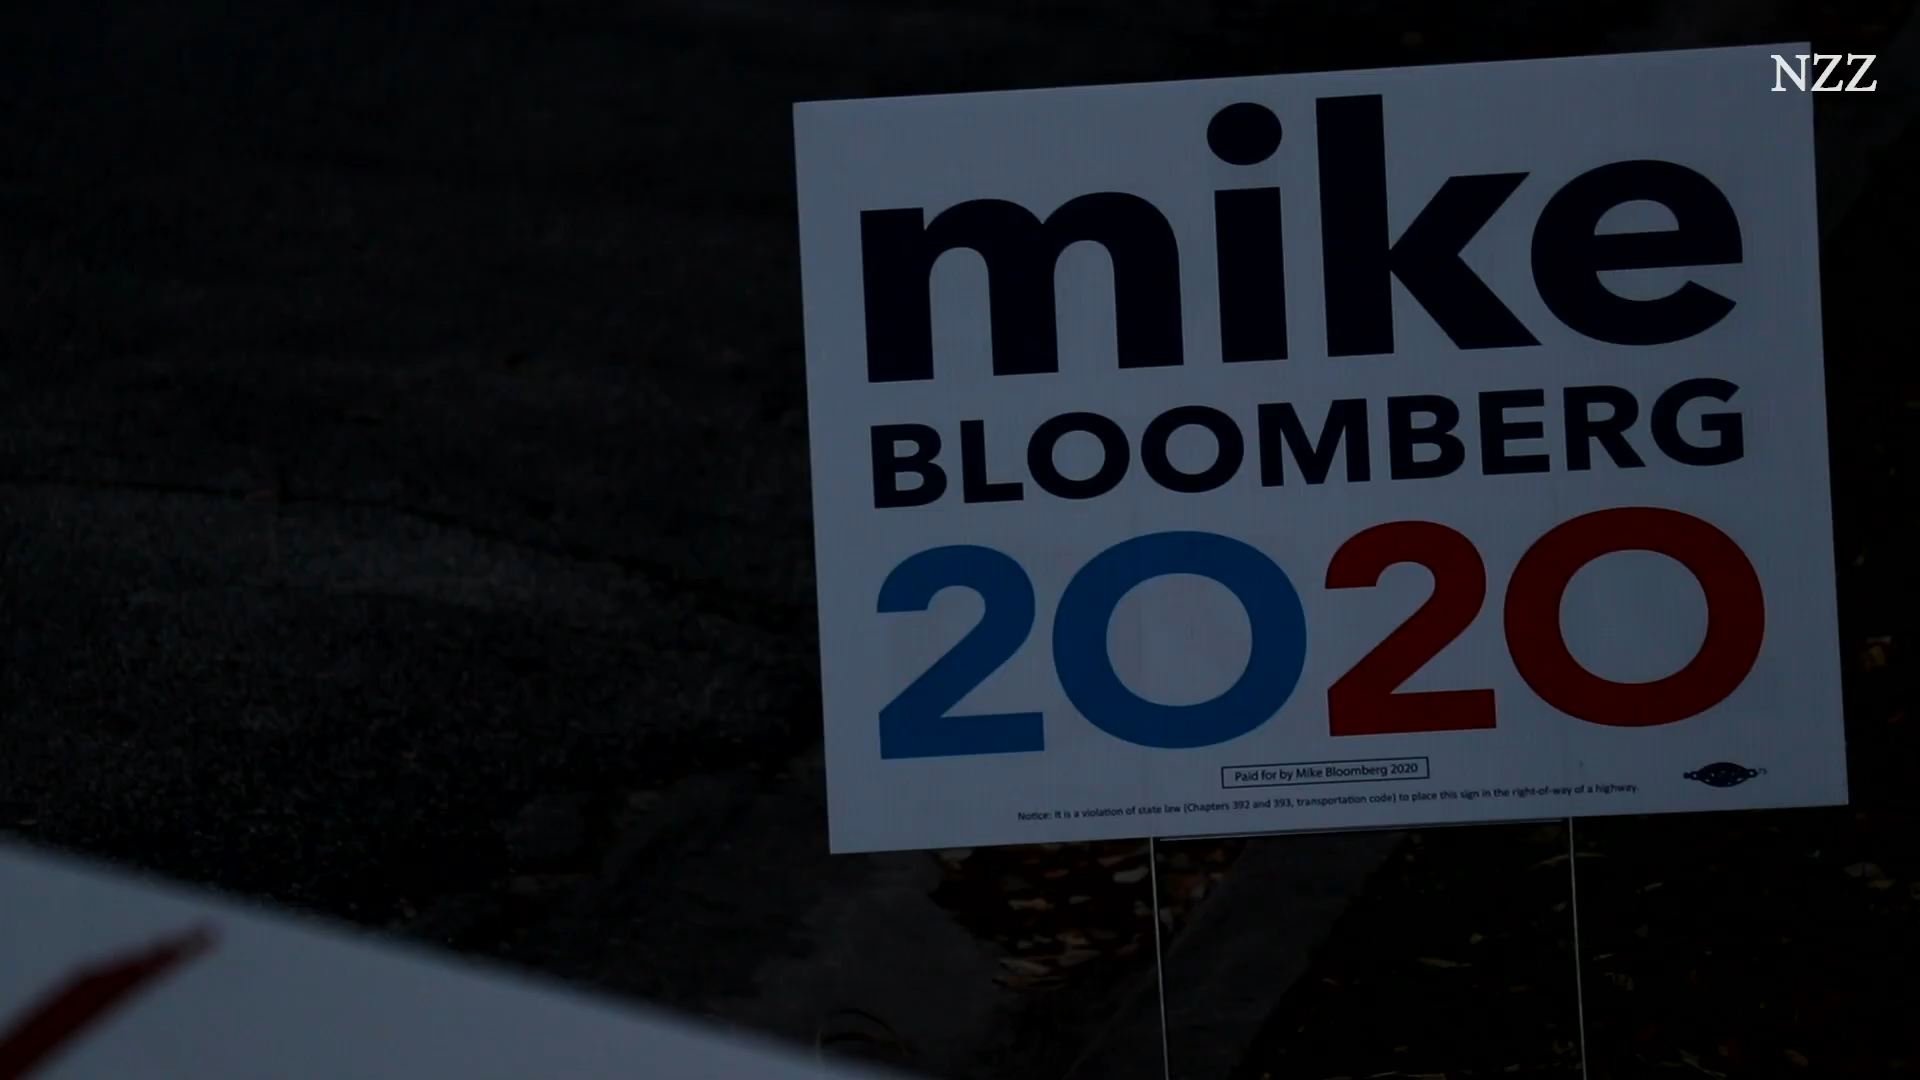 NZZ
mike
BLOOMBERG
2020
Paid for by Mike Bloomberg 2020
Notice: It is a violation of state law (Chapters 392 and 393, transportation code) to place this sign in the right-of-way of a highway.